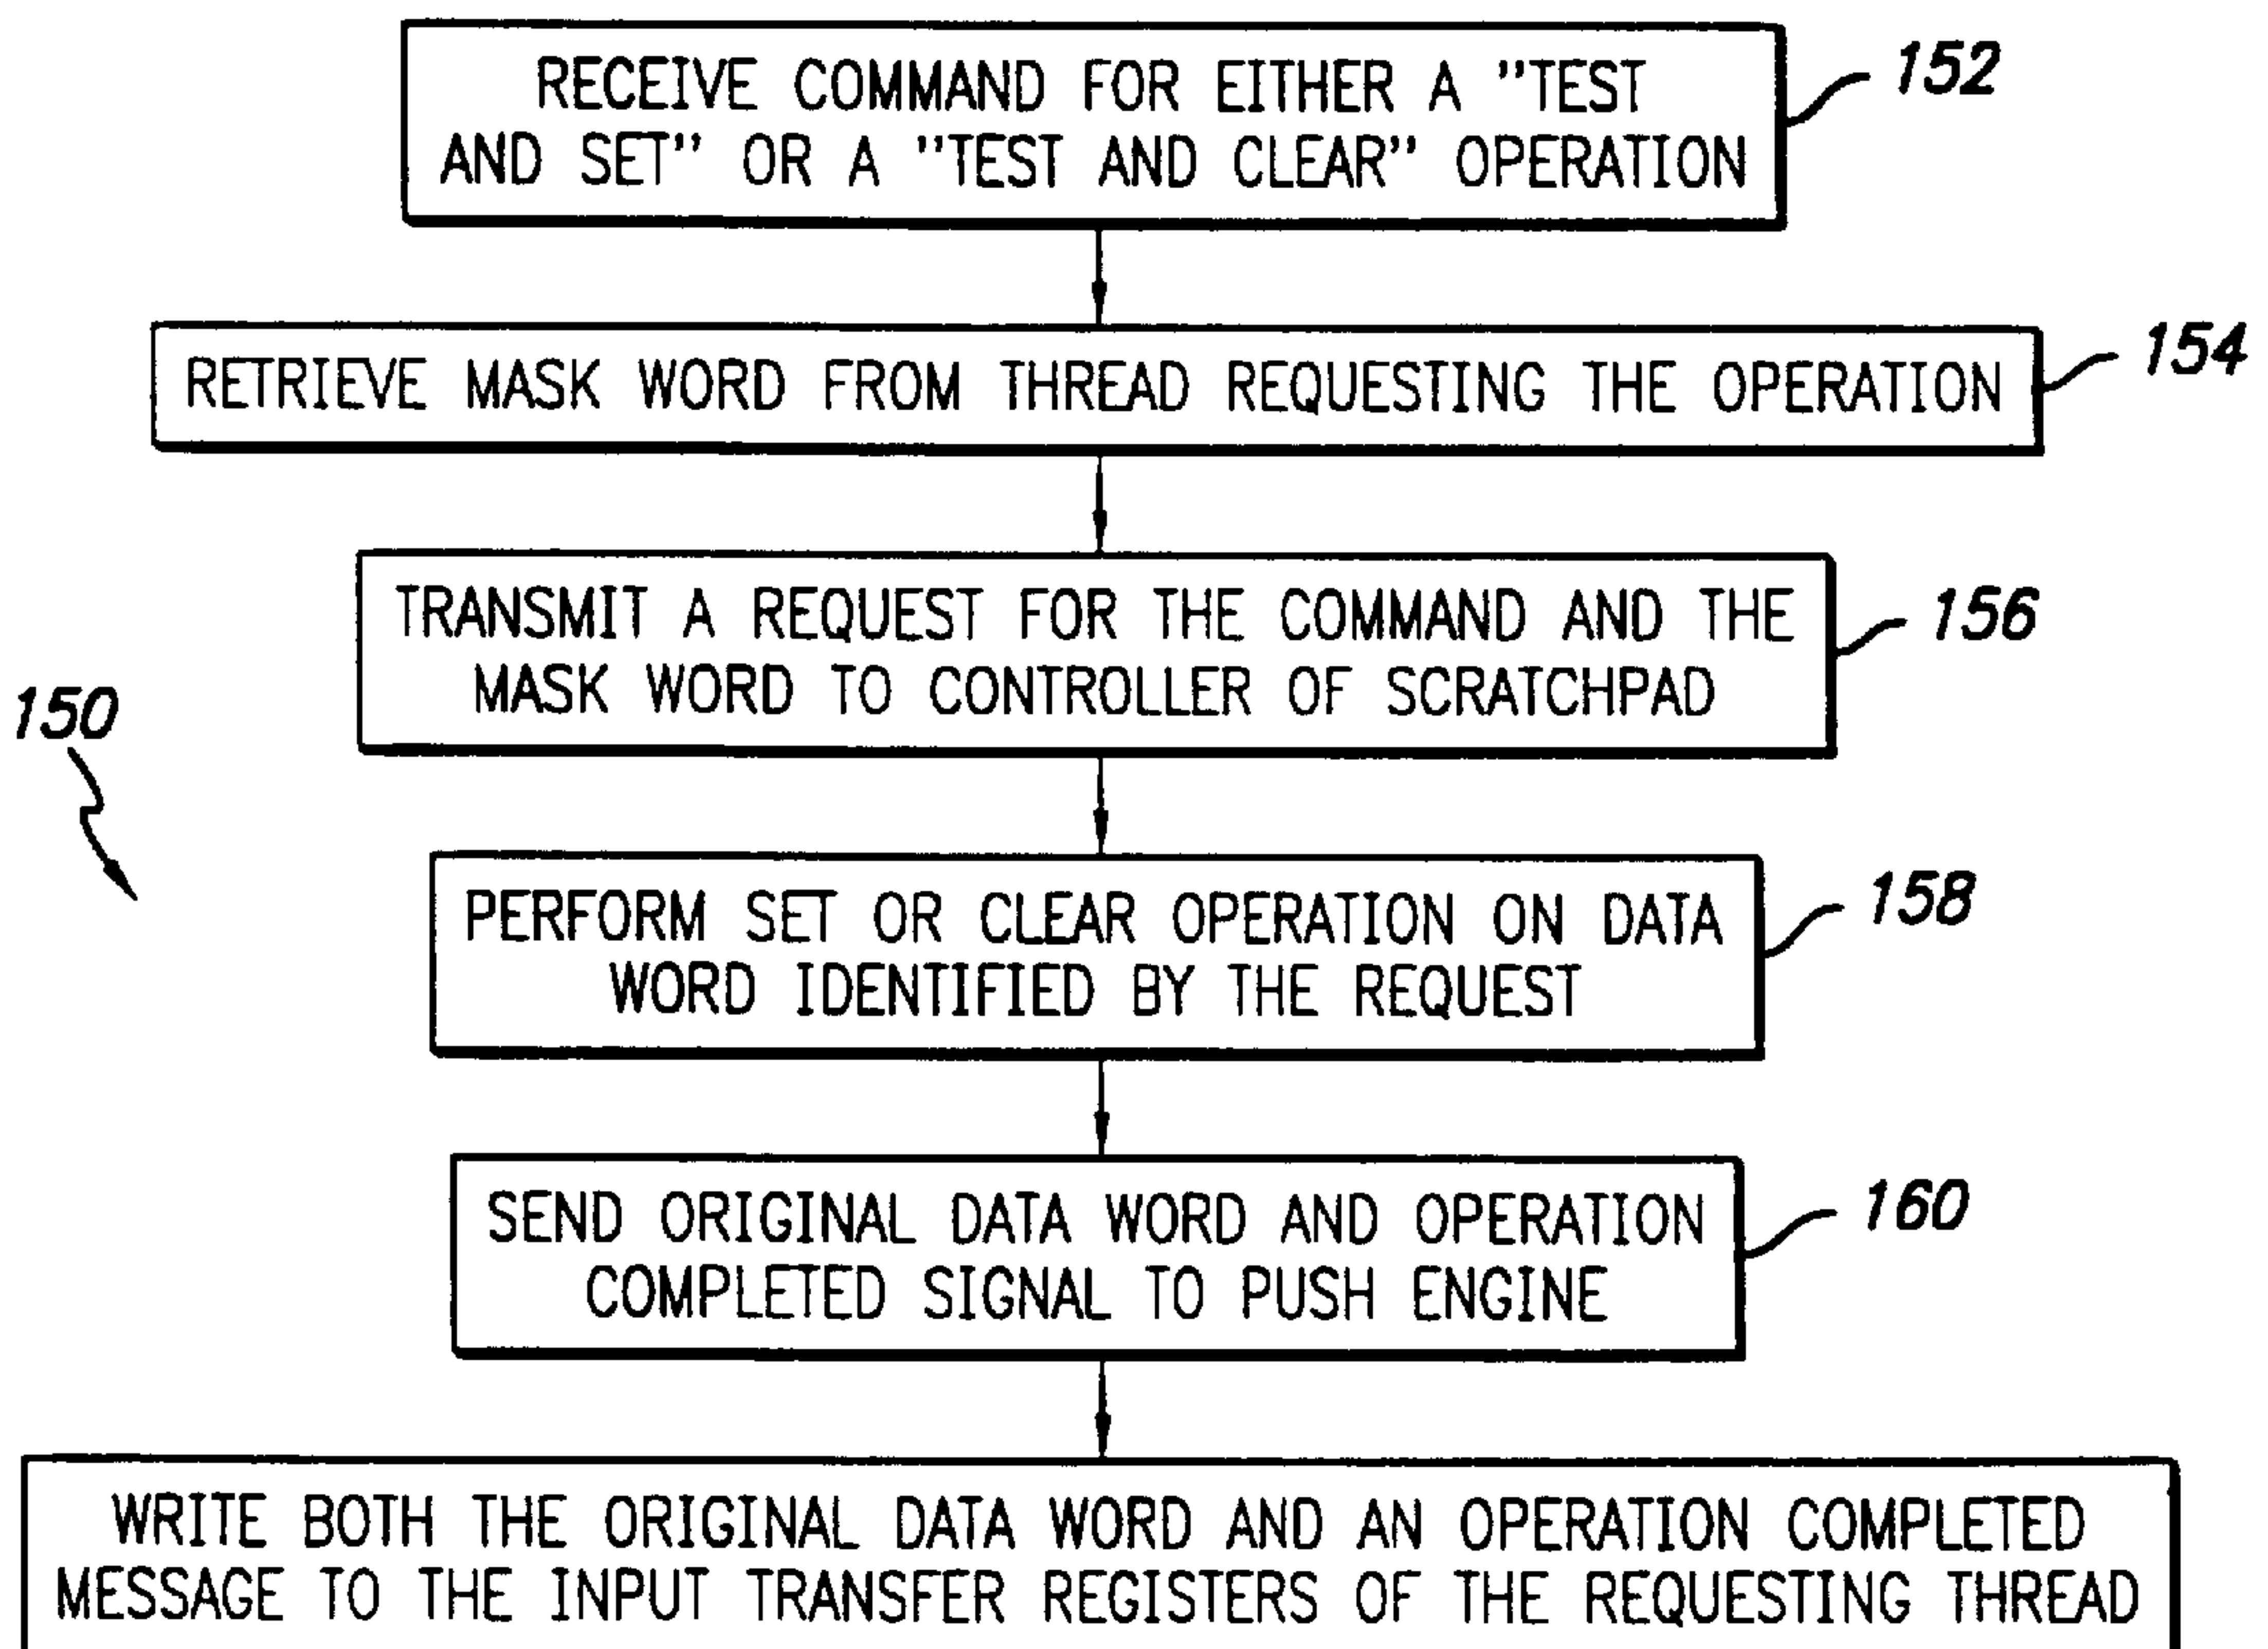 RECEIVE COMMAND FOR EITHER A "TEST
AND SET" OR A "TEST AND CLEAR" OPERATION
152
RETRIEVE MASK WORD FROM THREAD REQUESTING THE OPERATION
154
TRANSMIT A REQUEST FOR THE COMMAND AND THE
MASK WORD TO CONTROLLER OF SCRATCHPAD
156
150
PERFORM SET OR CLEAR OPERATION ON DATA
WORD IDENTIFIED BY THE REQUEST
158
SEND ORIGINAL DATA WORD AND OPERATION
COMPLETED SIGNAL TO PUSH ENGINE
160
WRITE BOTH THE ORIGINAL DATA WORD AND AN OPERATION COMPLETED
MESSAGE TO THE INPUT TRANSFER REGISTERS OF THE REQUESTING THREAD